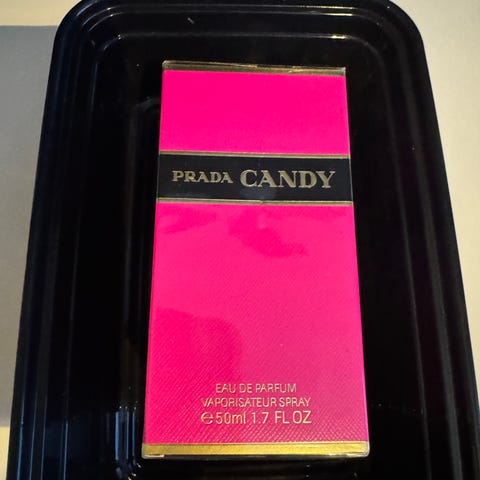 PRADA CANDY
EAU DE PARFUM
VAPORISATEUR SPRAY
℮50ml 1.7 FL OZ